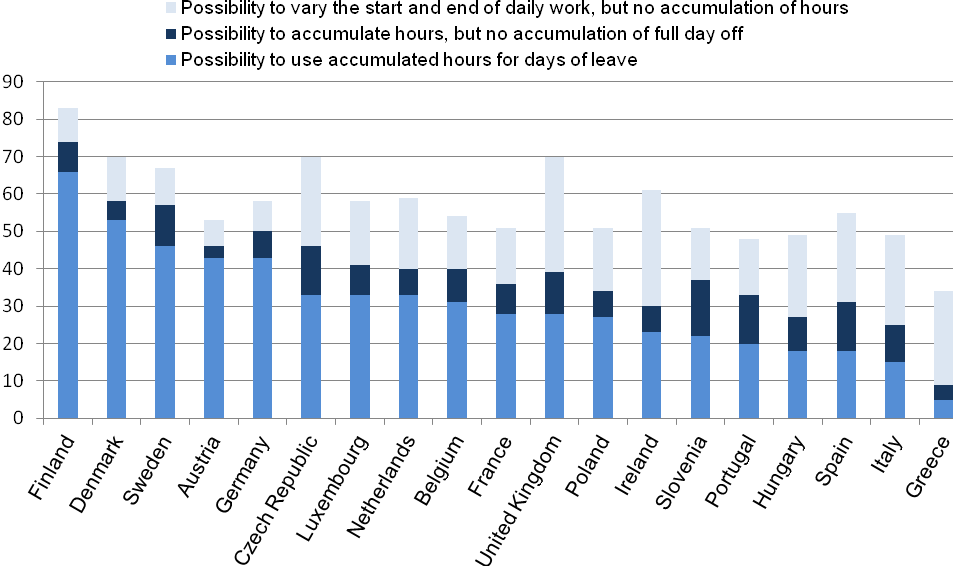 Possibility to vary the start and end of daily work, but no accumulation of hours
Possibility to accumulate hours, but no accumulation of full day off
Possibility to use accumulated hours for days of leave
90
80
70
60
50
40
30
20
10
0
Finland
Denmark
Sweden
Austria
Germany
Czech Republic
Luxembourg
Netherlands
Belgium
France
United Kingdom
Poland
Ireland
Slovenia
Portugal
Hungary
Spain
Italy
Greece